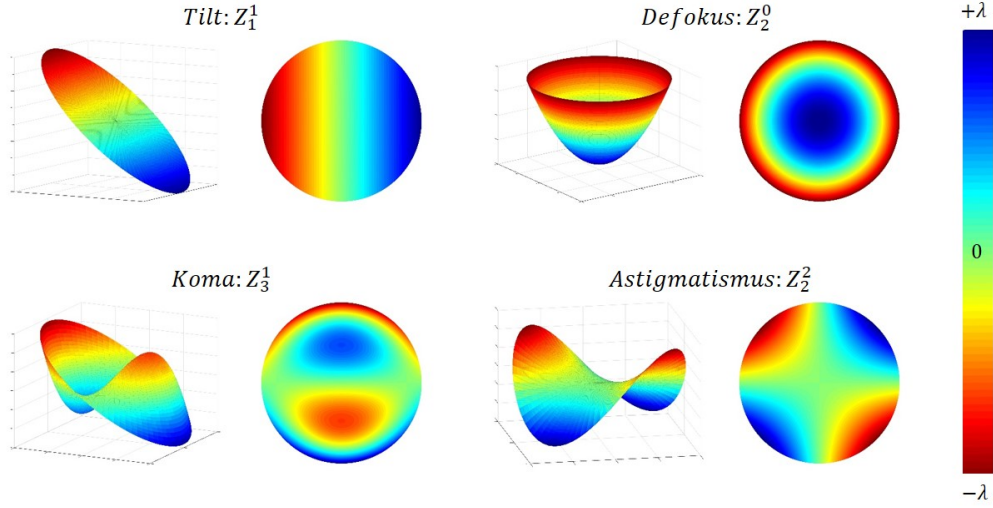 Tilt: Z₁¹
Defokus: Z₂⁰
+λ
Koma: Z₃¹
Astigmatismus: Z₂²
0
−λ